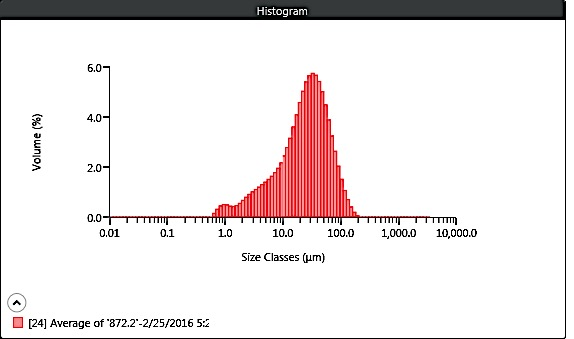 Histogram
6.0
4.0
2.0
0.0
Volume (%)
0.01 0.1 1.0 10.0 100.0 1,000.0 10,000.0
Size Classes (µm)
[24] Average of '872.2'-2/25/2016 5:2